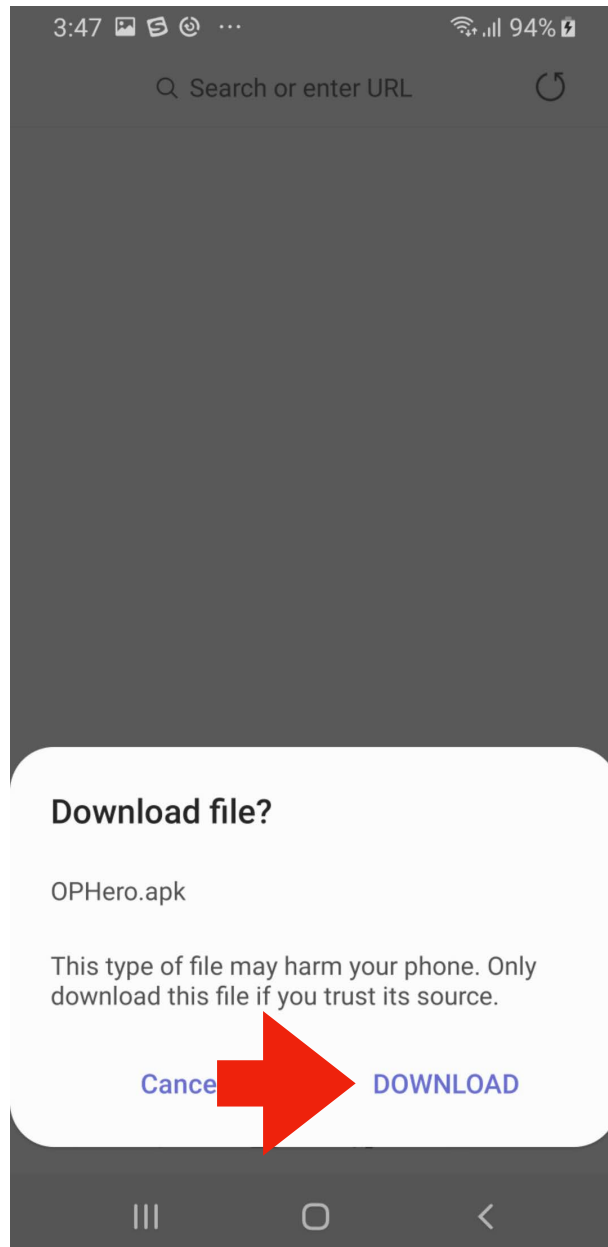 3:47 94%
Search or enter URL
Download file?
OPHero.apk
This type of file may harm your phone. Only
download this file if you trust its source.
Cance DOWNLOAD